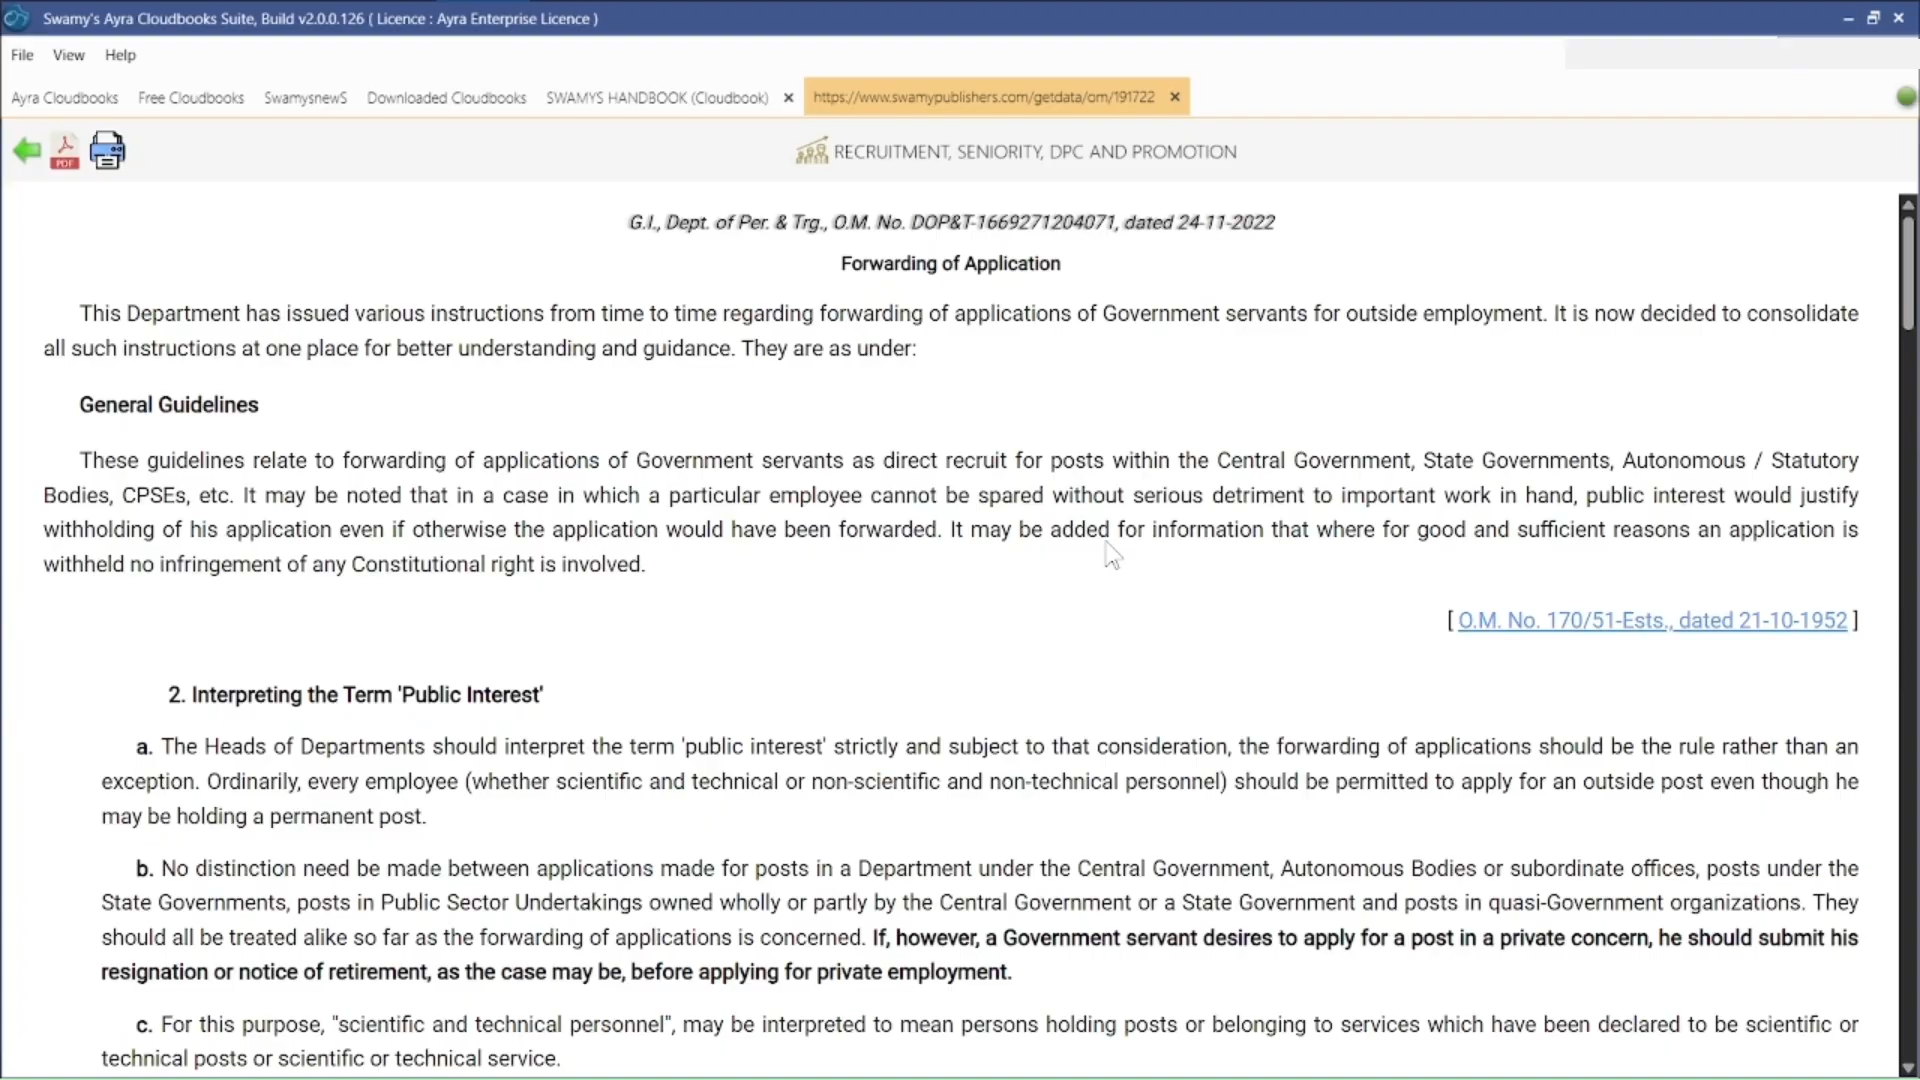 Swamy's Ayra Cloudbooks Suite, Build v2.0.0.126 ( Licence : Ayra Enterprise Licence )
File View Help
Ayra Cloudbooks Free Cloudbooks SwamysnewS Downloaded Cloudbooks SWAMYS HANDBOOK (Cloudbook) https://www.swamypublishers.com/getdata/om/191722
PDF
RECRUITMENT, SENIORITY, DPC AND PROMOTION
G.I., Dept. of Per. & Trg., O.M. No. DOP&T-1669271204071, dated 24-11-2022
Forwarding of Application
This Department has issued various instructions from time to time regarding forwarding of applications of Government servants for outside employment. It is now decided to consolidate
all such instructions at one place for better understanding and guidance. They are as under:
General Guidelines
These guidelines relate to forwarding of applications of Government servants as direct recruit for posts within the Central Government, State Governments, Autonomous / Statutory
Bodies, CPSEs, etc. It may be noted that in a case in which a particular employee cannot be spared without serious detriment to important work in hand, public interest would justify
withholding of his application even if otherwise the application would have been forwarded. It may be added for information that where for good and sufficient reasons an application is
withheld no infringement of any Constitutional right is involved.
[ O.M. No. 170/51-Ests., dated 21-10-1952 ]
2. Interpreting the Term 'Public Interest'
a. The Heads of Departments should interpret the term 'public interest' strictly and subject to that consideration, the forwarding of applications should be the rule rather than an
exception. Ordinarily, every employee (whether scientific and technical or non-scientific and non-technical personnel) should be permitted to apply for an outside post even though he
may be holding a permanent post.
b. No distinction need be made between applications made for posts in a Department under the Central Government, Autonomous Bodies or subordinate offices, posts under the
State Governments, posts in Public Sector Undertakings owned wholly or partly by the Central Government or a State Government and posts in quasi-Government organizations. They
should all be treated alike so far as the forwarding of applications is concerned. If, however, a Government servant desires to apply for a post in a private concern, he should submit his
resignation or notice of retirement, as the case may be, before applying for private employment.
c. For this purpose, "scientific and technical personnel", may be interpreted to mean persons holding posts or belonging to services which have been declared to be scientific or
technical posts or scientific or technical service.